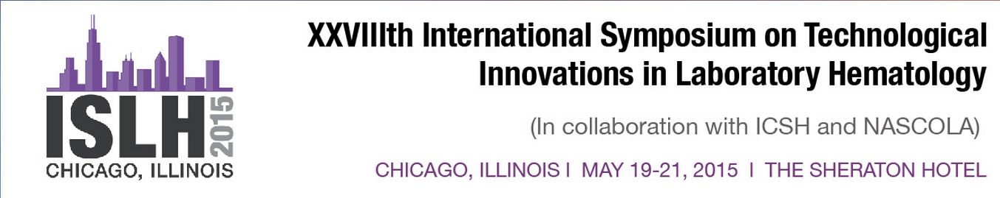 ISLH 2015
CHICAGO, ILLINOIS
XXVIIIth International Symposium on Technological
Innovations in Laboratory Hematology
(In collaboration with ICSH and NASCOLA)
CHICAGO, ILLINOIS I MAY 19-21, 2015 I THE SHERATON HOTEL